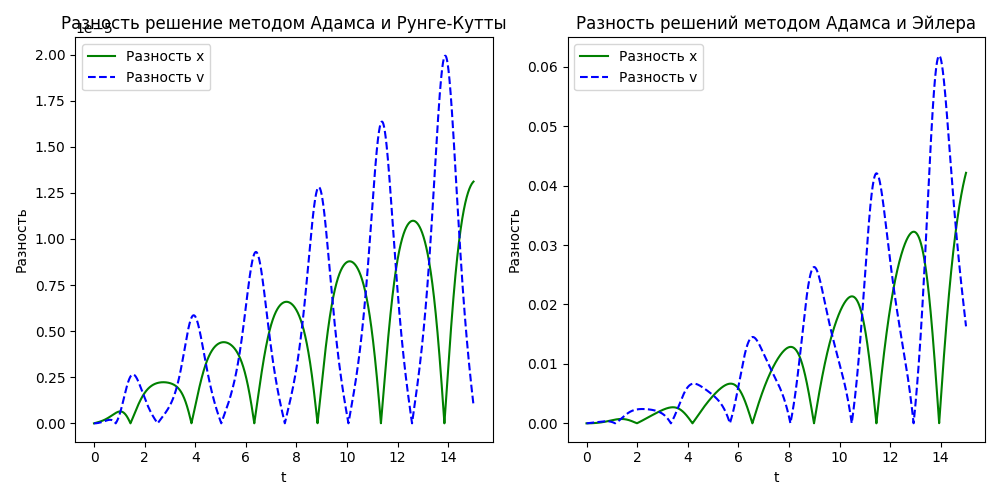 Разность решение методом Адамса и Рунге-Кутты
1e−5
Разность x
Разность v
2.00
1.75
1.50
1.25
1.00
0.75
0.50
0.25
0.00
Разность
0 2 4 6 8 10 12 14
t
Разность решений методом Адамса и Эйлера
Разность x
Разность v
0.06
0.05
0.04
0.03
0.02
0.01
0.00
Разность
0 2 4 6 8 10 12 14
t